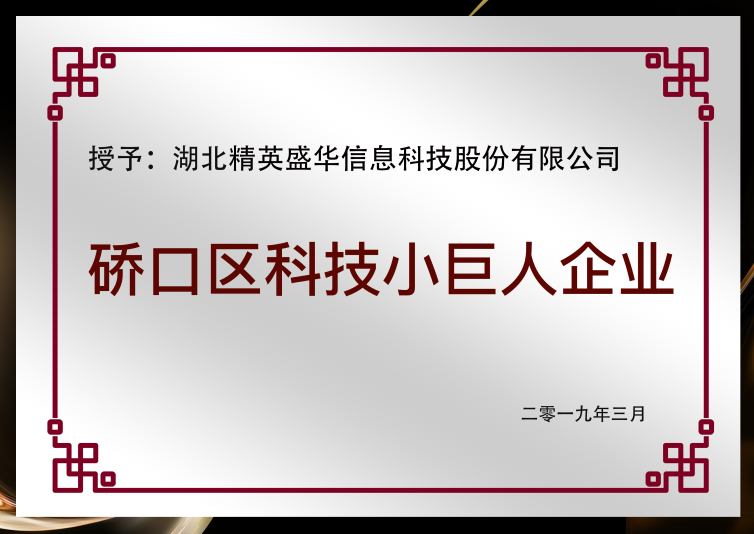 授予：湖北精英盛华信息科技股份有限公司
硚口区科技小巨人企业
二零一九年三月